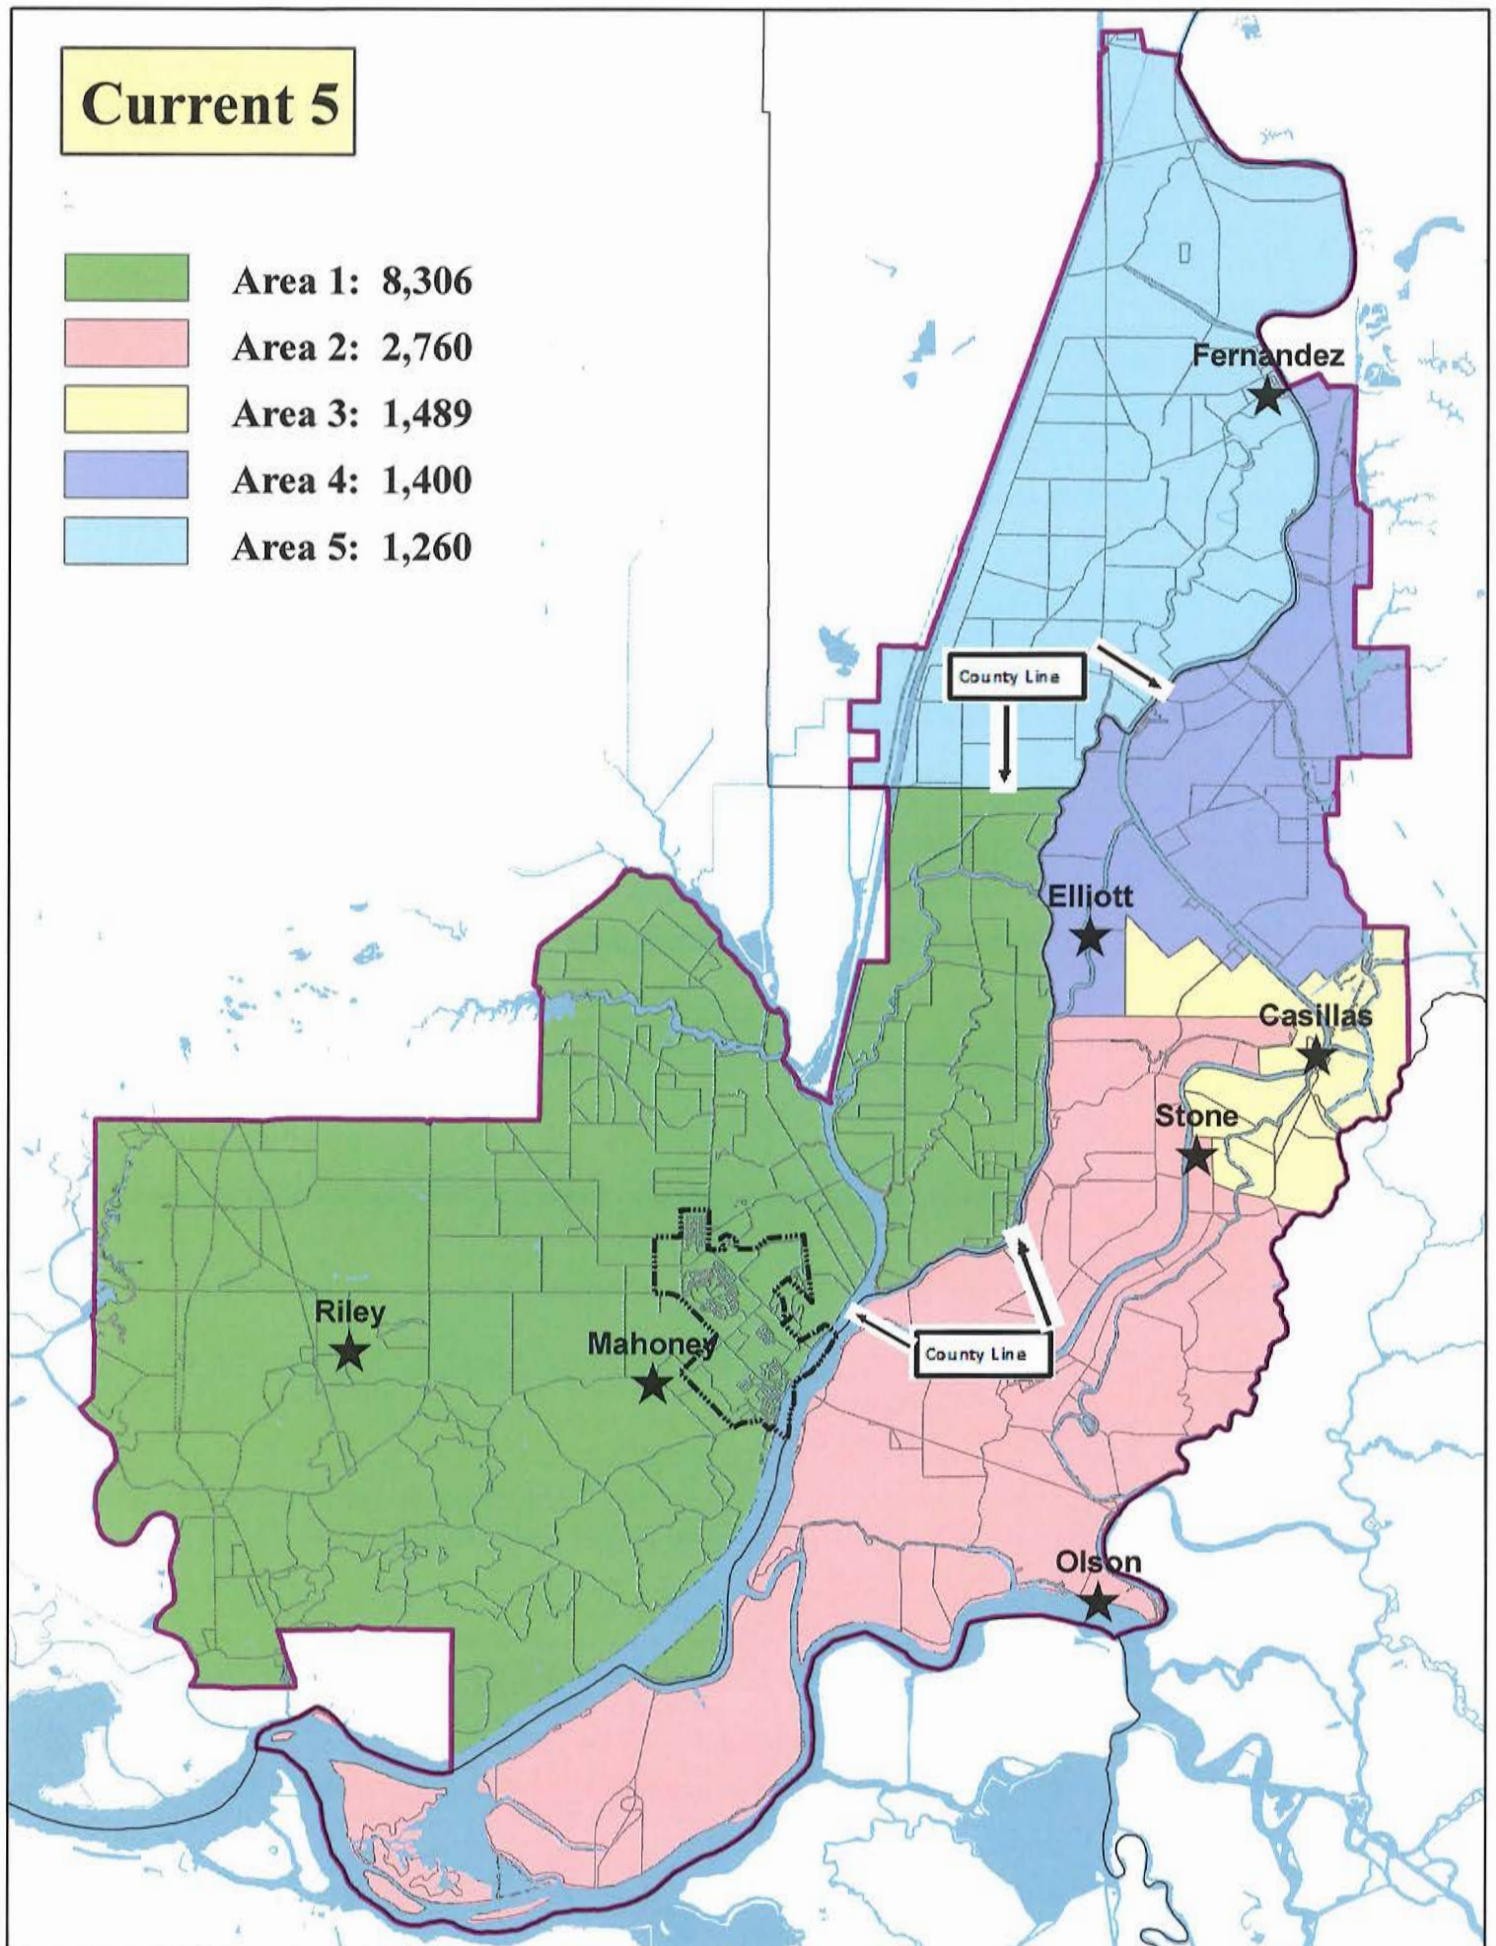 Current 5
Area 1: 8,306
Area 2: 2,760
Area 3: 1,489
Area 4: 1,400
Area 5: 1,260
Fernandez
County Line
Elliott
Casillas
Stone
Riley
Mahoney
County Line
Olson